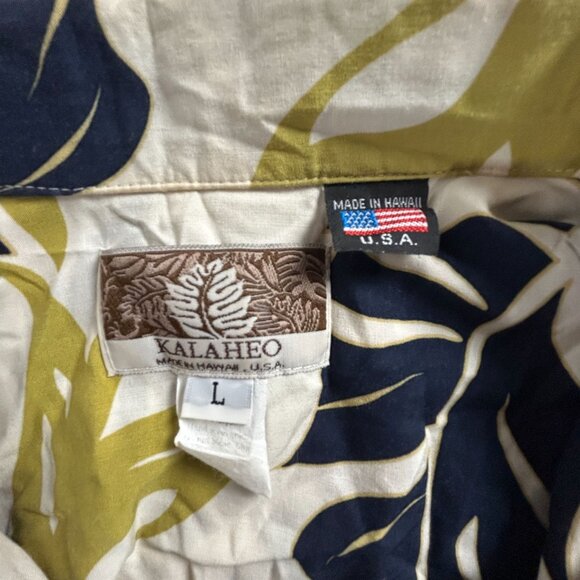 MADE IN HAWAII
U.S.A.
KALAHEO
MADE IN HAWAII . U.S.A.
L